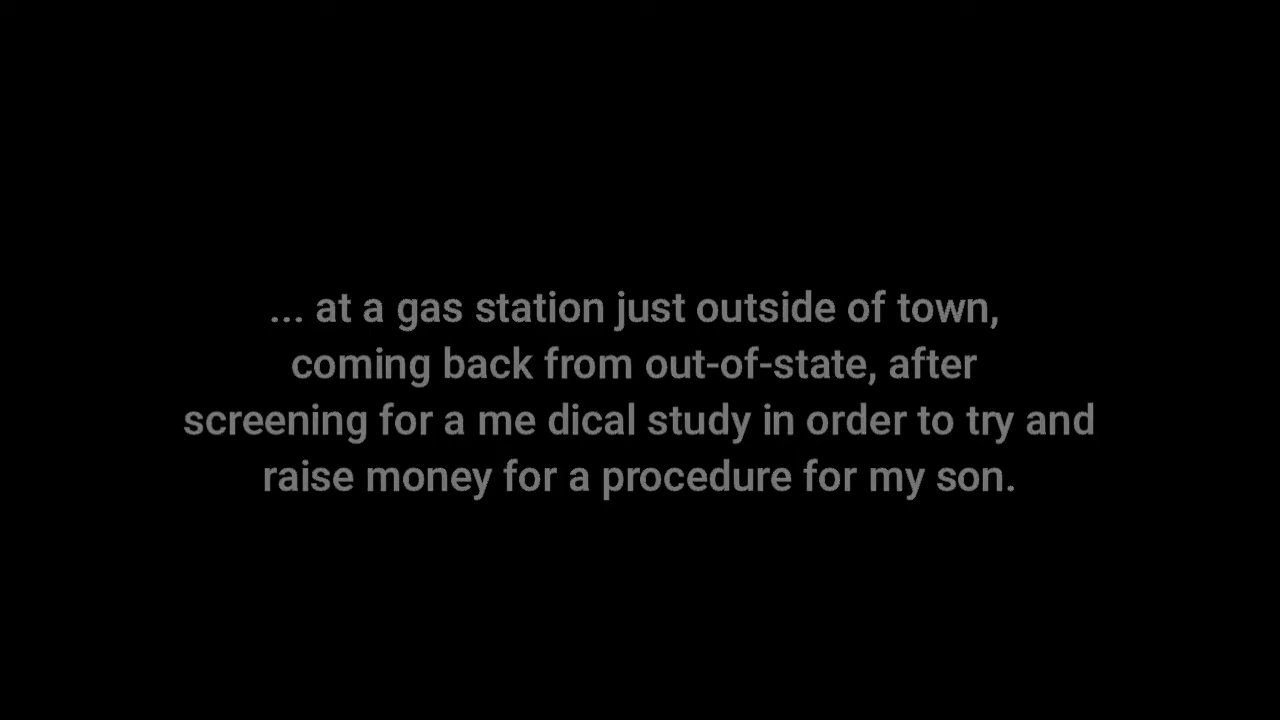 ... at a gas station just outside of town,
coming back from out-of-state, after
screening for a me dical study in order to try and
raise money for a procedure for my son.